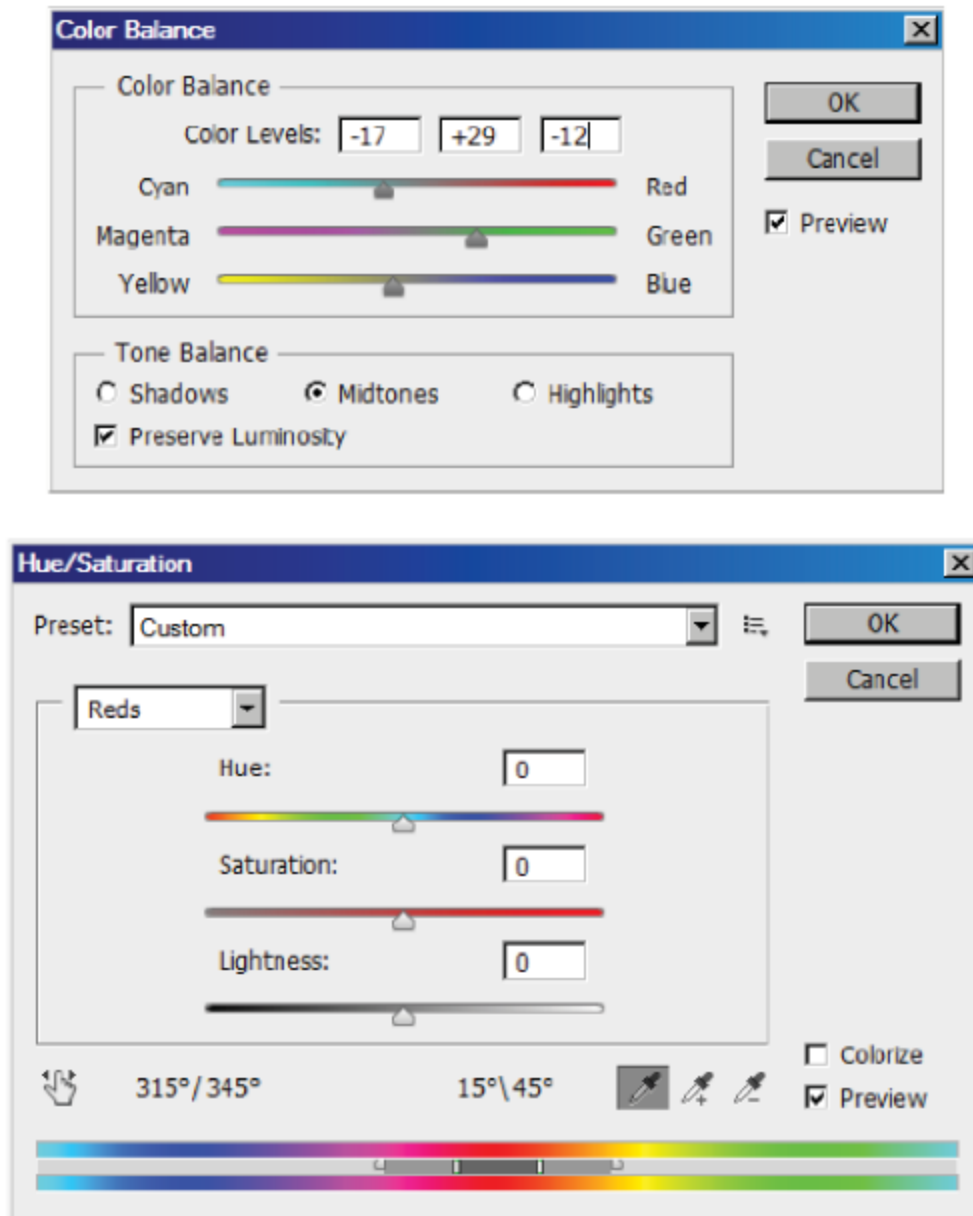 Color Balance
Color Balance
Color Levels: -17 +29 -12
OK
Cancel
Cyan Red
Preview
Magenta Green
Yellow Blue
Tone Balance
Shadows Midtones Highlights
Preserve Luminosity
Hue/Saturation
Preset: Custom
OK
Cancel
Reds
Hue: 0
Saturation: 0
Lightness: 0
Colorize
315°/345° 15°\45°
Preview